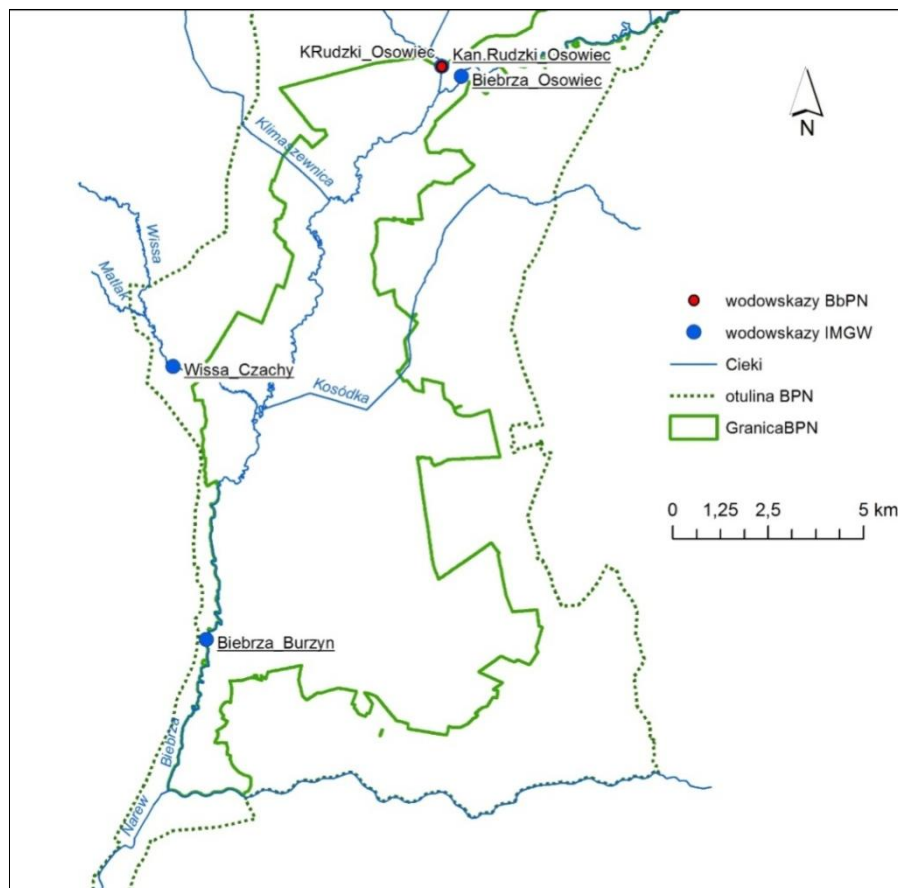 KRudzki_Osowiec
Kan.Rudzki_Osowiec
Biebrza_Osowiec
N
Klimaszewnica
Wissa
Matlak
wodowskazy BbPN
wodowskazy IMGW
Wissa_Czachy
Cieki
Kosódka
otulina BPN
GranicaBPN
0 1,25 2,5 5 km
Biebrza_Burzyn
Biebrza
Narew